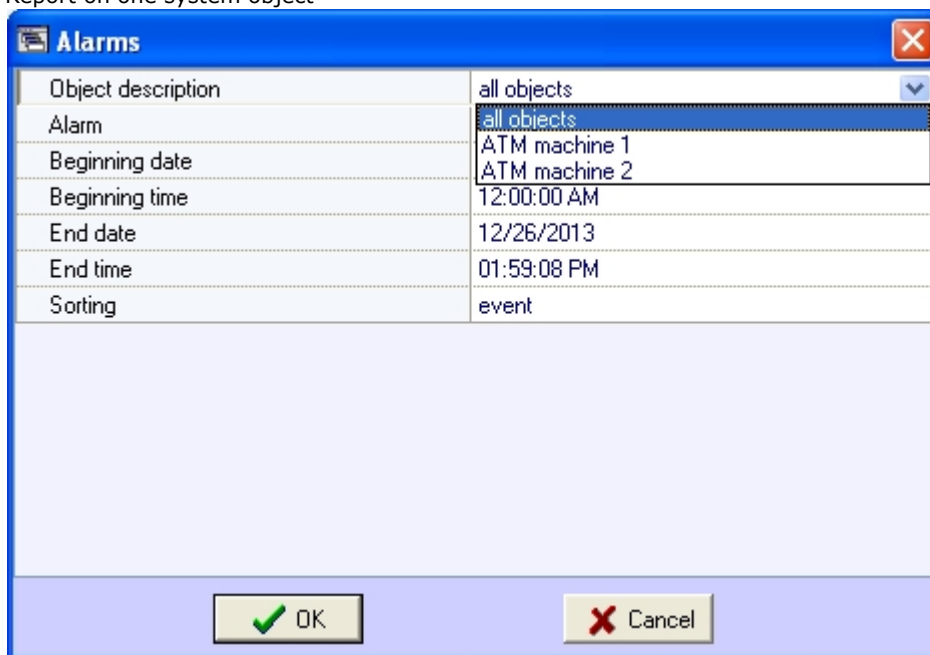 Report on one system object
Alarms
Object description all objects
Alarm all objects
ATM machine 1
Beginning date ATM machine 2
Beginning time 12:00:00 AM
End date 12/26/2013
End time 01:59:08 PM
Sorting event
OK Cancel